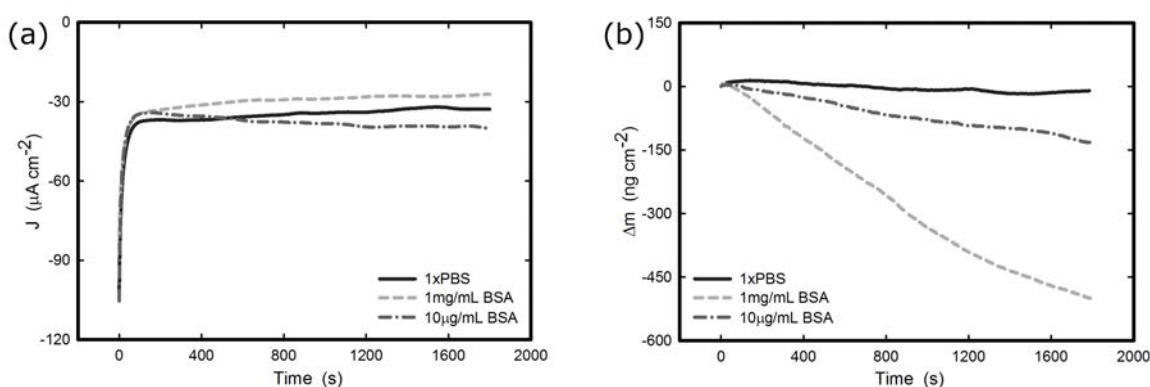 (a)
0
-30
-60
-90
-120
J (μA cm-2)
0 400 800 1200 1600 2000
Time (s)
1xPBS
1mg/mL BSA
10μg/mL BSA
(b)
150
0
-150
-300
-450
-600
Δm (ng cm-2)
0 400 800 1200 1600 2000
Time (s)
1xPBS
1mg/mL BSA
10μg/mL BSA